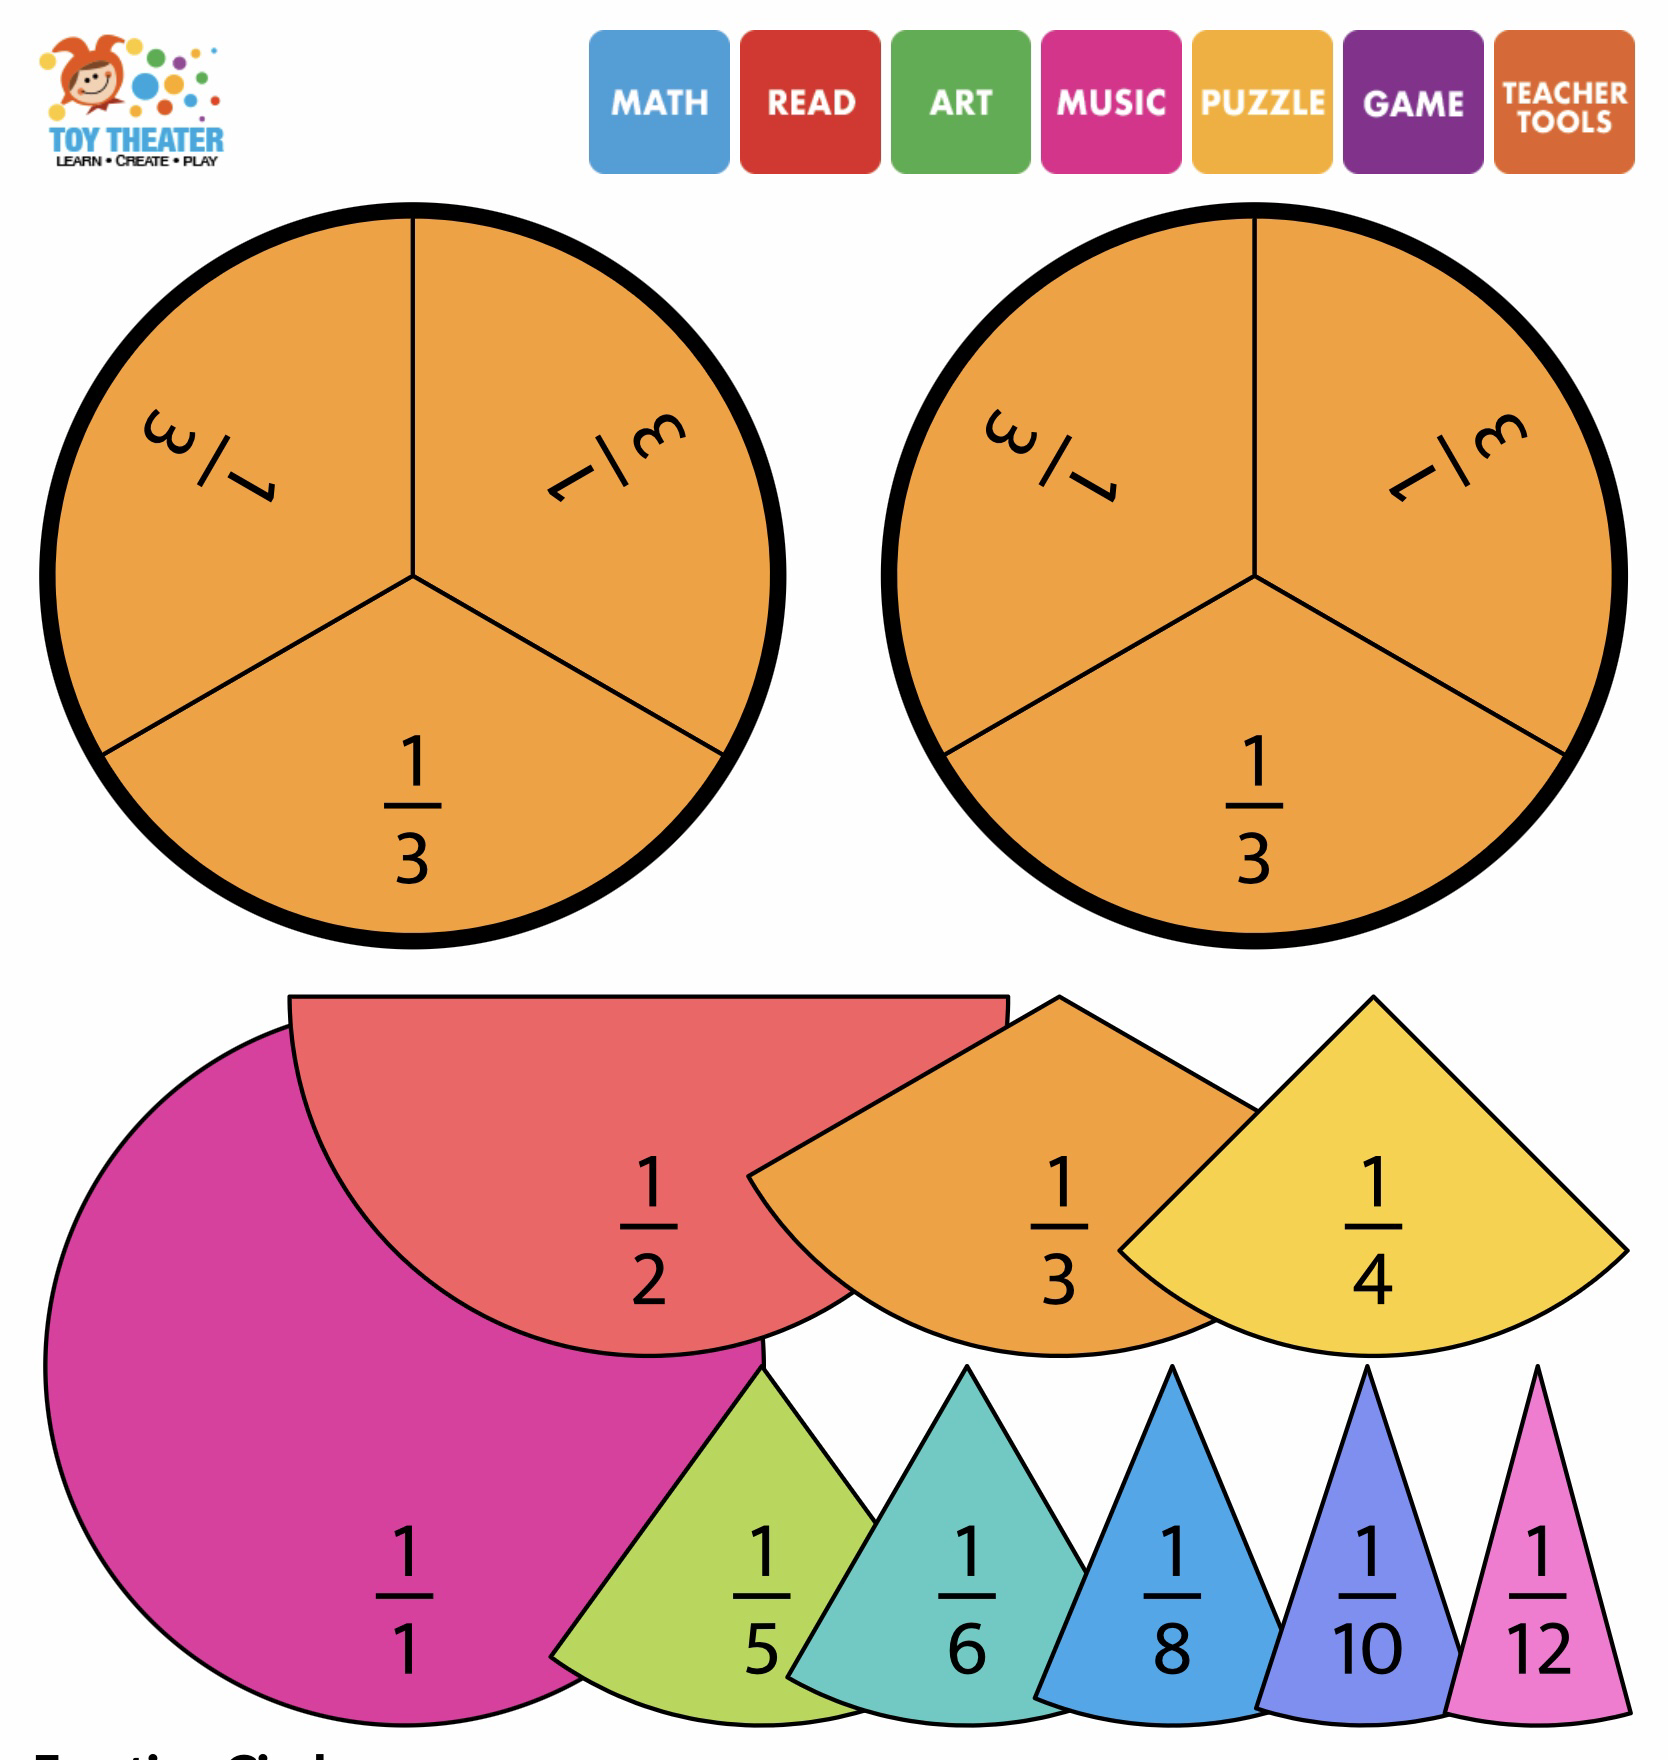 TOY THEATER
LEARN • CREATE • PLAY
MATH
READ
ART
MUSIC
PUZZLE
GAME
TEACHER
TOOLS
1/3
1/3
1/3
1/3
1/3
1/3
1/2
1/3
1/4
1/1
1/5
1/6
1/8
1/10
1/12